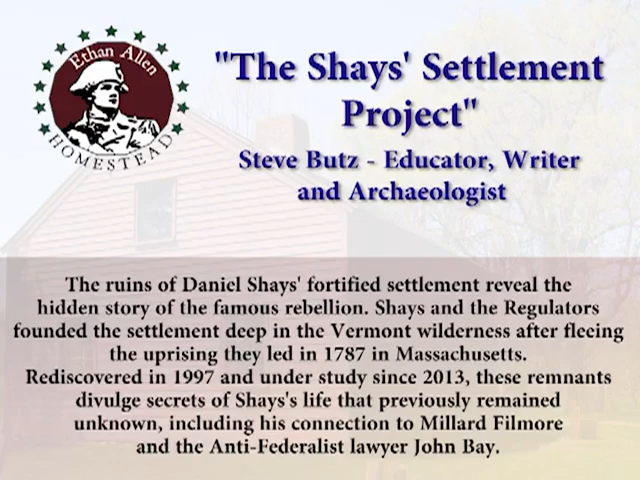 Ethan Allen
HOMESTEAD
"The Shays' Settlement
Project"
Steve Butz - Educator, Writer
and Archaeologist
The ruins of Daniel Shays' fortified settlement reveal the
hidden story of the famous rebellion. Shays and the Regulators
founded the settlement deep in the Vermont wilderness after fleeing
the uprising they led in 1787 in Massachusetts.
Rediscovered in 1997 and under study since 2013, these remnants
divulge secrets of Shays's life that previously remained
unknown, including his connection to Millard Filmore
and the Anti-Federalist lawyer John Bay.